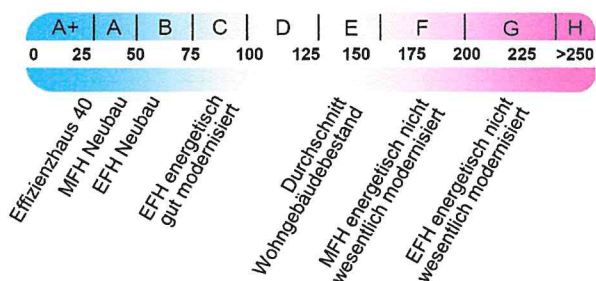 A+ | A | B | C | D | E | F | G | H
0 25 50 75 100 125 150 175 200 225 >250
Effizienzhaus 40
MFH Neubau
EFH Neubau
EFH energetisch
gut modernisiert
Durchschnitt
Wohngebäudebestand
MFH energetisch nicht
wesentlich modernisiert
EFH energetisch nicht
wesentlich modernisiert